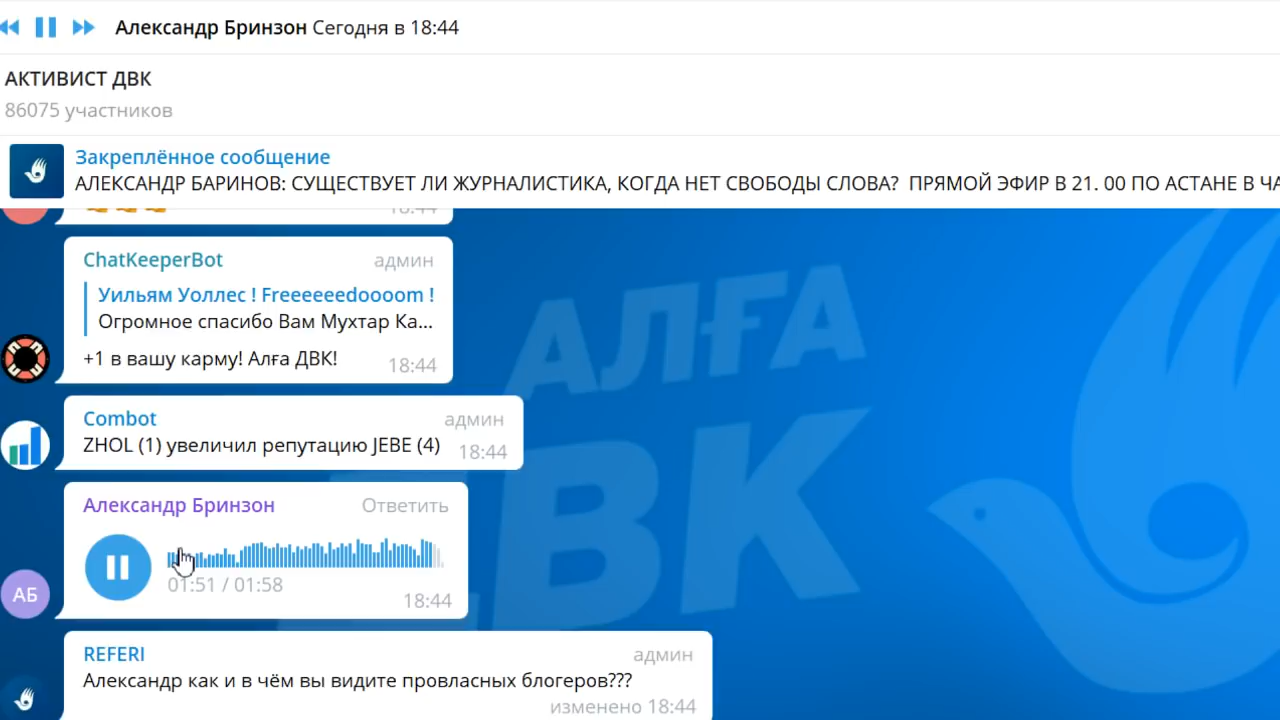 Александр Бринзон Сегодня в 18:44
АКТИВИСТ ДВК
86075 участников
Закреплённое сообщение
АЛЕКСАНДР БАРИНОВ: СУЩЕСТВУЕТ ЛИ ЖУРНАЛИСТИКА, КОГДА НЕТ СВОБОДЫ СЛОВА? ПРЯМОЙ ЭФИР В 21. 00 ПО АСТАНЕ В ЧА
18:44
ChatKeeperBot админ
Уильям Уоллес ! Freeeeeedoooom !
Огромное спасибо Вам Мухтар Ка...
+1 в вашу карму! Алға ДВК! 18:44
Combot админ
ZHOL (1) увеличил репутацию JEBE (4) 18:44
Александр Бринзон Ответить
01:51 / 01:58
18:44
АБ
REFERI админ
Александр как и в чём вы видите провласных блогеров???
изменено 18:44
АЛҒА
ДВК